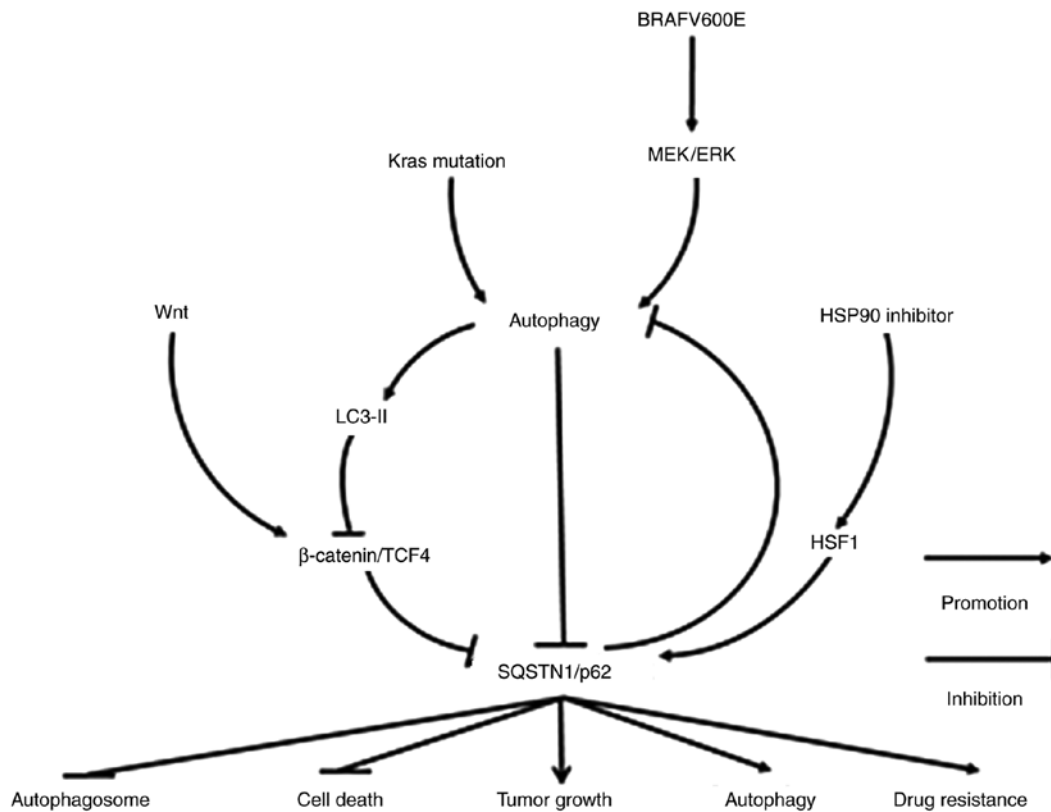 BRAFV600E
MEK/ERK
Kras mutation
Wnt
Autophagy
HSP90 inhibitor
LC3-II
β-catenin/TCF4
HSF1
Promotion
SQSTN1/p62
Inhibition
Autophagosome
Cell death
Tumor growth
Autophagy
Drug resistance